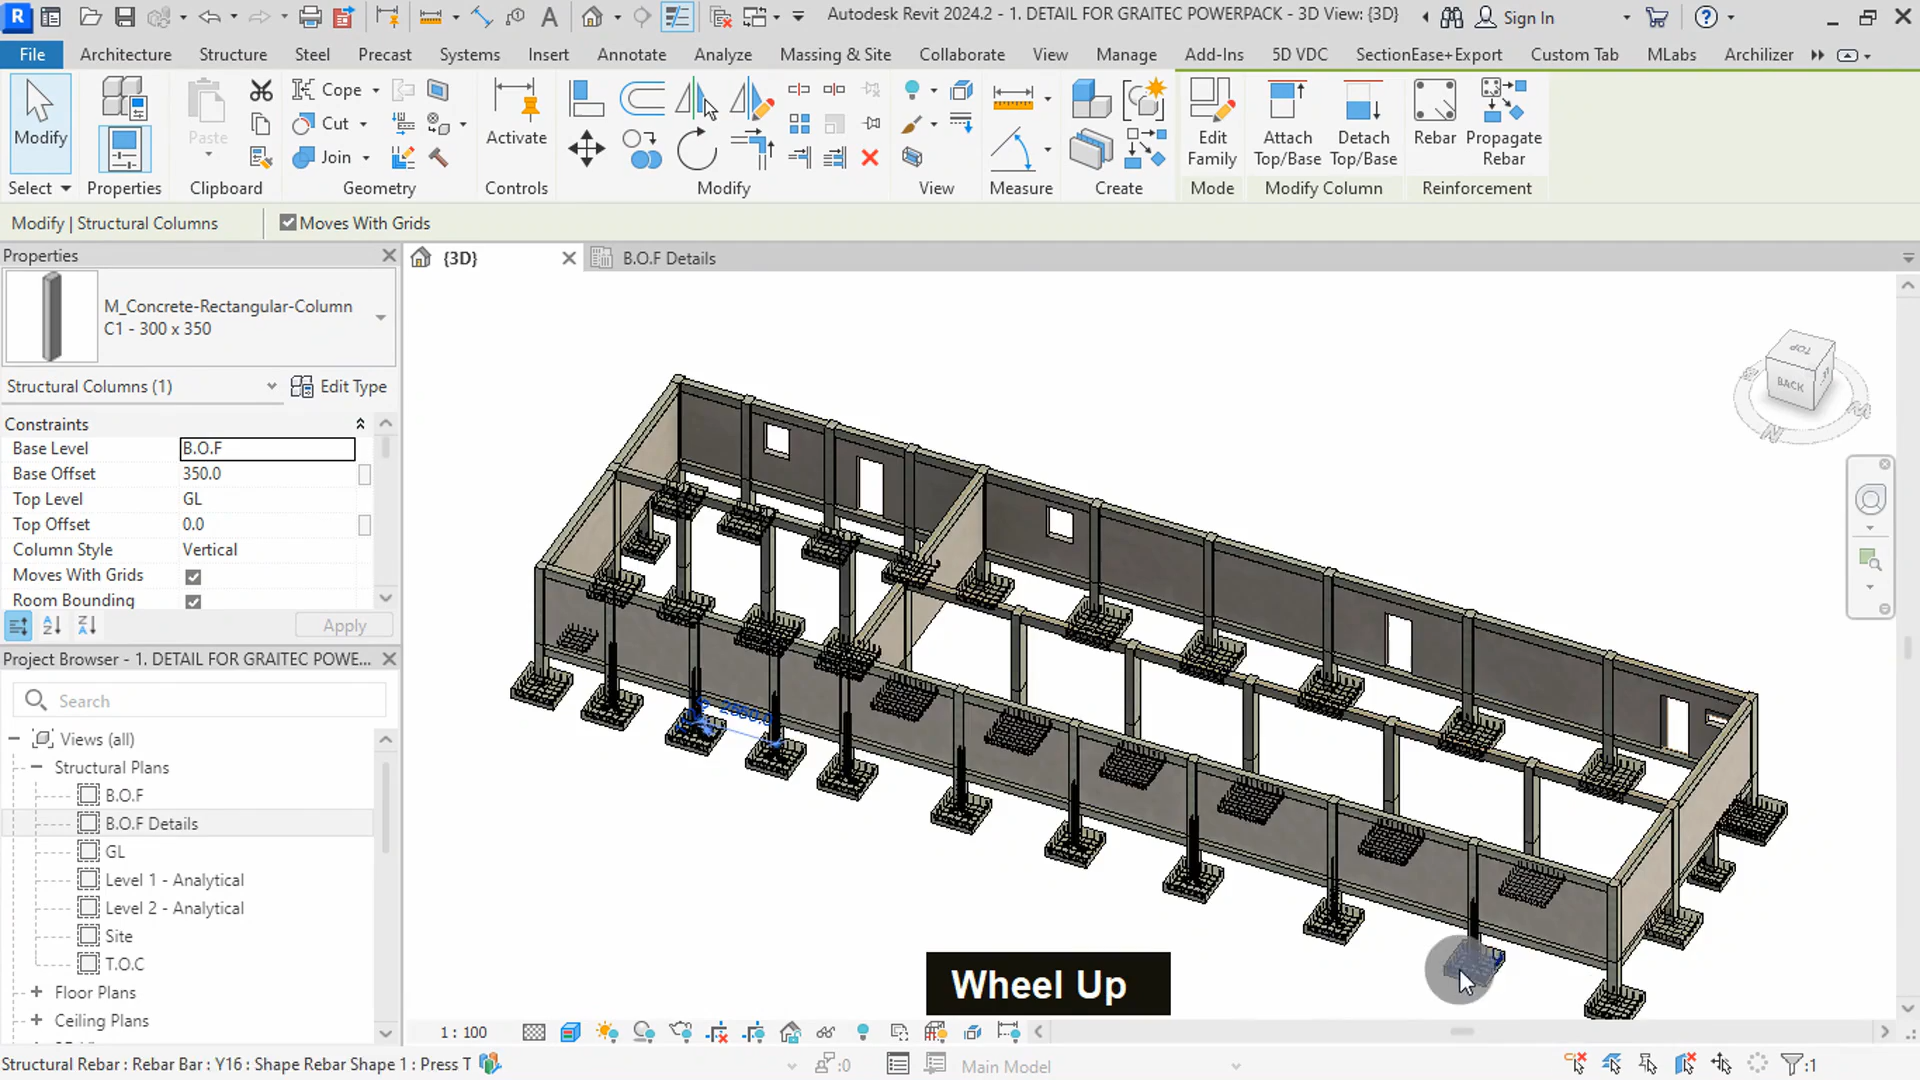 Autodesk Revit 2024.2 - 1. DETAIL FOR GRAITEC POWERPACK - 3D View: {3D}
Sign In
File Architecture Structure Steel Precast Systems Insert Annotate Analyze Massing & Site Collaborate View Manage Add-Ins 5D VDC SectionEase+Export Custom Tab MLabs Archilizer
Modify
Paste
Cope
Cut
Join
Activate
Edit Family
Attach Top/Base
Detach Top/Base
Rebar
Propagate Rebar
Select Properties Clipboard Geometry Controls Modify View Measure Create Mode Modify Column Reinforcement
Modify | Structural Columns
Moves With Grids
Properties
{3D}
B.O.F Details
M_Concrete-Rectangular-Column
C1 - 300 x 350
Structural Columns (1)
Edit Type
Constraints
Base Level B.O.F
Base Offset 350.0
Top Level GL
Top Offset 0.0
Column Style Vertical
Moves With Grids
Room Bounding
Apply
Project Browser - 1. DETAIL FOR GRAITEC POWE...
Search
Views (all)
Structural Plans
B.O.F
B.O.F Details
GL
Level 1 - Analytical
Level 2 - Analytical
Site
T.O.C
Floor Plans
Ceiling Plans
TOP
BACK
N
Wheel Up
1 : 100
Structural Rebar : Rebar Bar : Y16 : Shape Rebar Shape 1 : Press T
:0
Main Model
:1